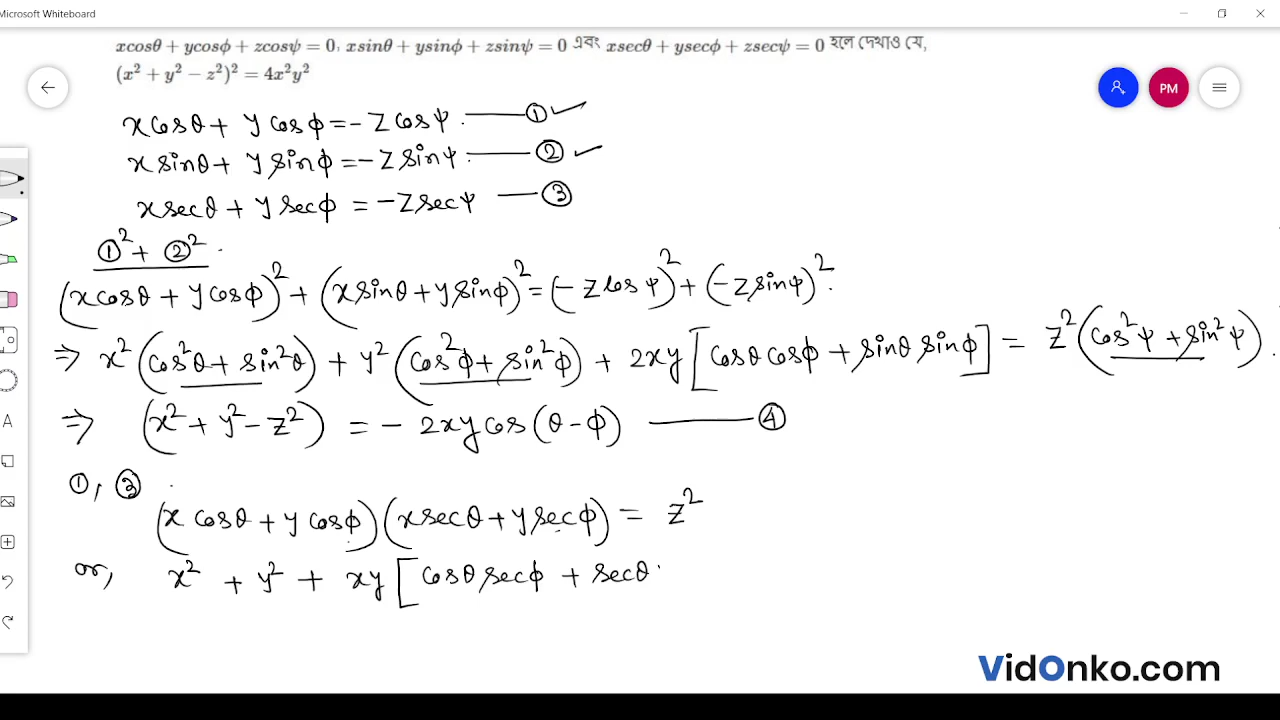 Microsoft Whiteboard
xcosθ + ycosϕ + zcosψ = 0, xsinθ + ysinϕ + zsinψ = 0 এবং xsecθ + ysecϕ + zsecψ = 0 হলে দেখাও যে,
(x² + y² − z²)² = 4x²y²
PM
x cosθ + y cosϕ = − z cosψ. —— ①
x sinθ + y sinϕ = − z sinψ. —— ②
x secθ + y secϕ = − z secψ —— ③
①² + ②²
(x cosθ + y cosϕ)² + (x sinθ + y sinϕ)² = (− z cosψ)² + (− z sinψ)².
⇒ x² (cos²θ + sin²θ) + y² (cos²ϕ + sin²ϕ) + 2xy [cosθ cosϕ + sinθ sinϕ] = z² (cos²ψ + sin²ψ).
⇒ (x² + y² − z²) = − 2xy cos (θ − ϕ) —— ④
①, ③
(x cosθ + y cosϕ) (x secθ + y secϕ) = z²
or, x² + y² + xy [cosθ secϕ + secθ
A
VidOnko.com